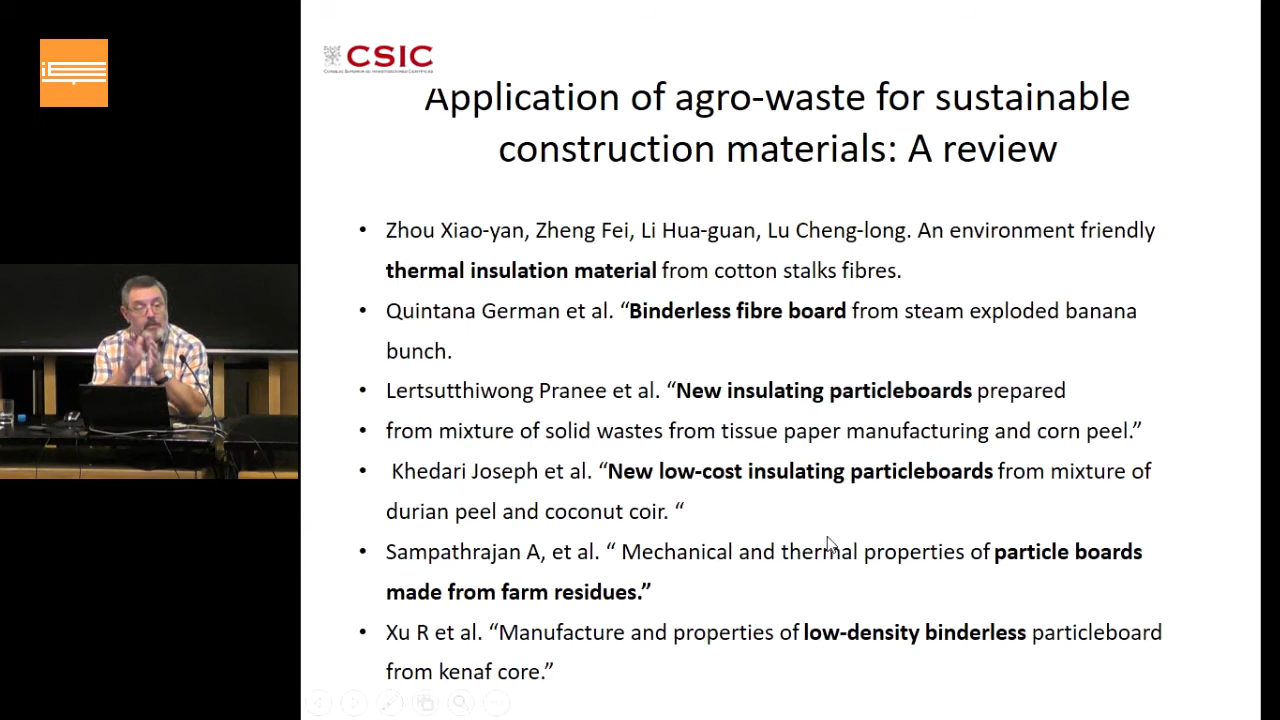 CSIC
CONSEJO SUPERIOR DE INVESTIGACIONES CIENTÍFICAS
Application of agro-waste for sustainable
construction materials: A review
• Zhou Xiao-yan, Zheng Fei, Li Hua-guan, Lu Cheng-long. An environment friendly
thermal insulation material from cotton stalks fibres.
• Quintana German et al. “Binderless fibre board from steam exploded banana
bunch.
• Lertsutthiwong Pranee et al. “New insulating particleboards prepared
• from mixture of solid wastes from tissue paper manufacturing and corn peel.”
• Khedari Joseph et al. “New low-cost insulating particleboards from mixture of
durian peel and coconut coir. “
• Sampathrajan A, et al. “ Mechanical and thermal properties of particle boards
made from farm residues.”
• Xu R et al. “Manufacture and properties of low-density binderless particleboard
from kenaf core.”